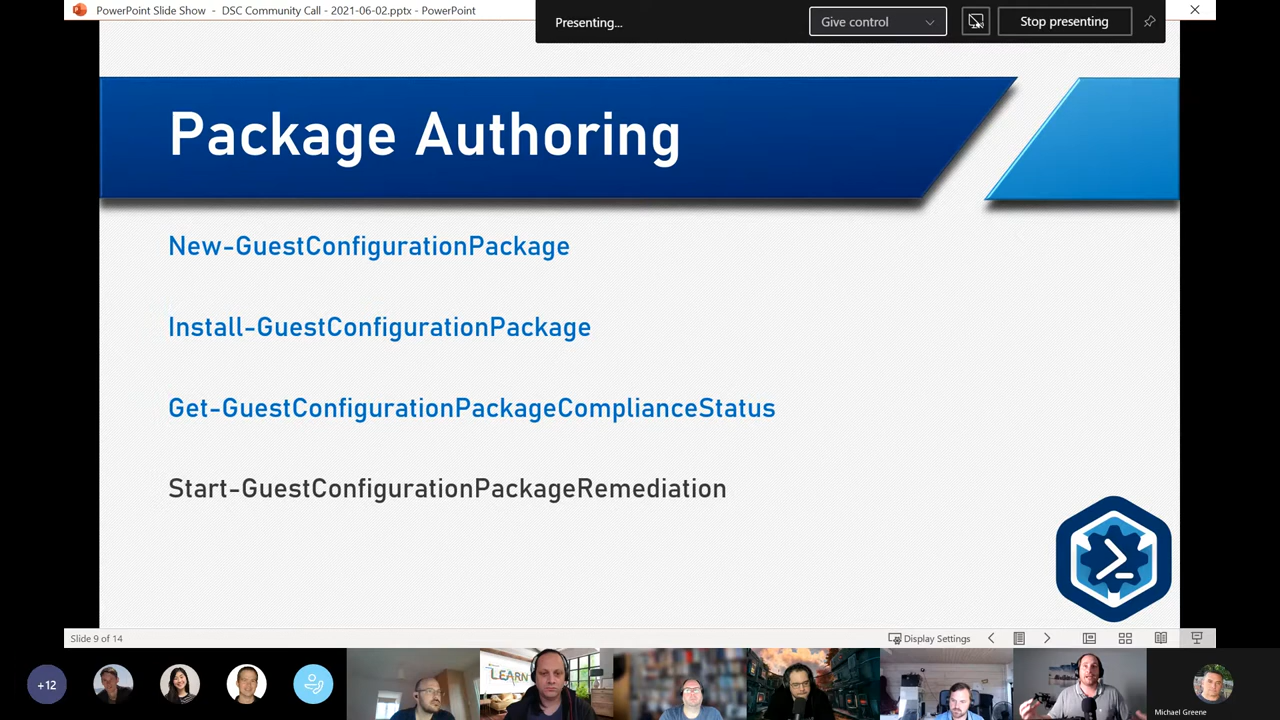 PowerPoint Slide Show - DSC Community Call - 2021-06-02.pptx - PowerPoint
Presenting...
Give control
Stop presenting
Package Authoring
New-GuestConfigurationPackage
Install-GuestConfigurationPackage
Get-GuestConfigurationPackageComplianceStatus
Start-GuestConfigurationPackageRemediation
Slide 9 of 14
Display Settings
+12
LEARN
Michael Greene